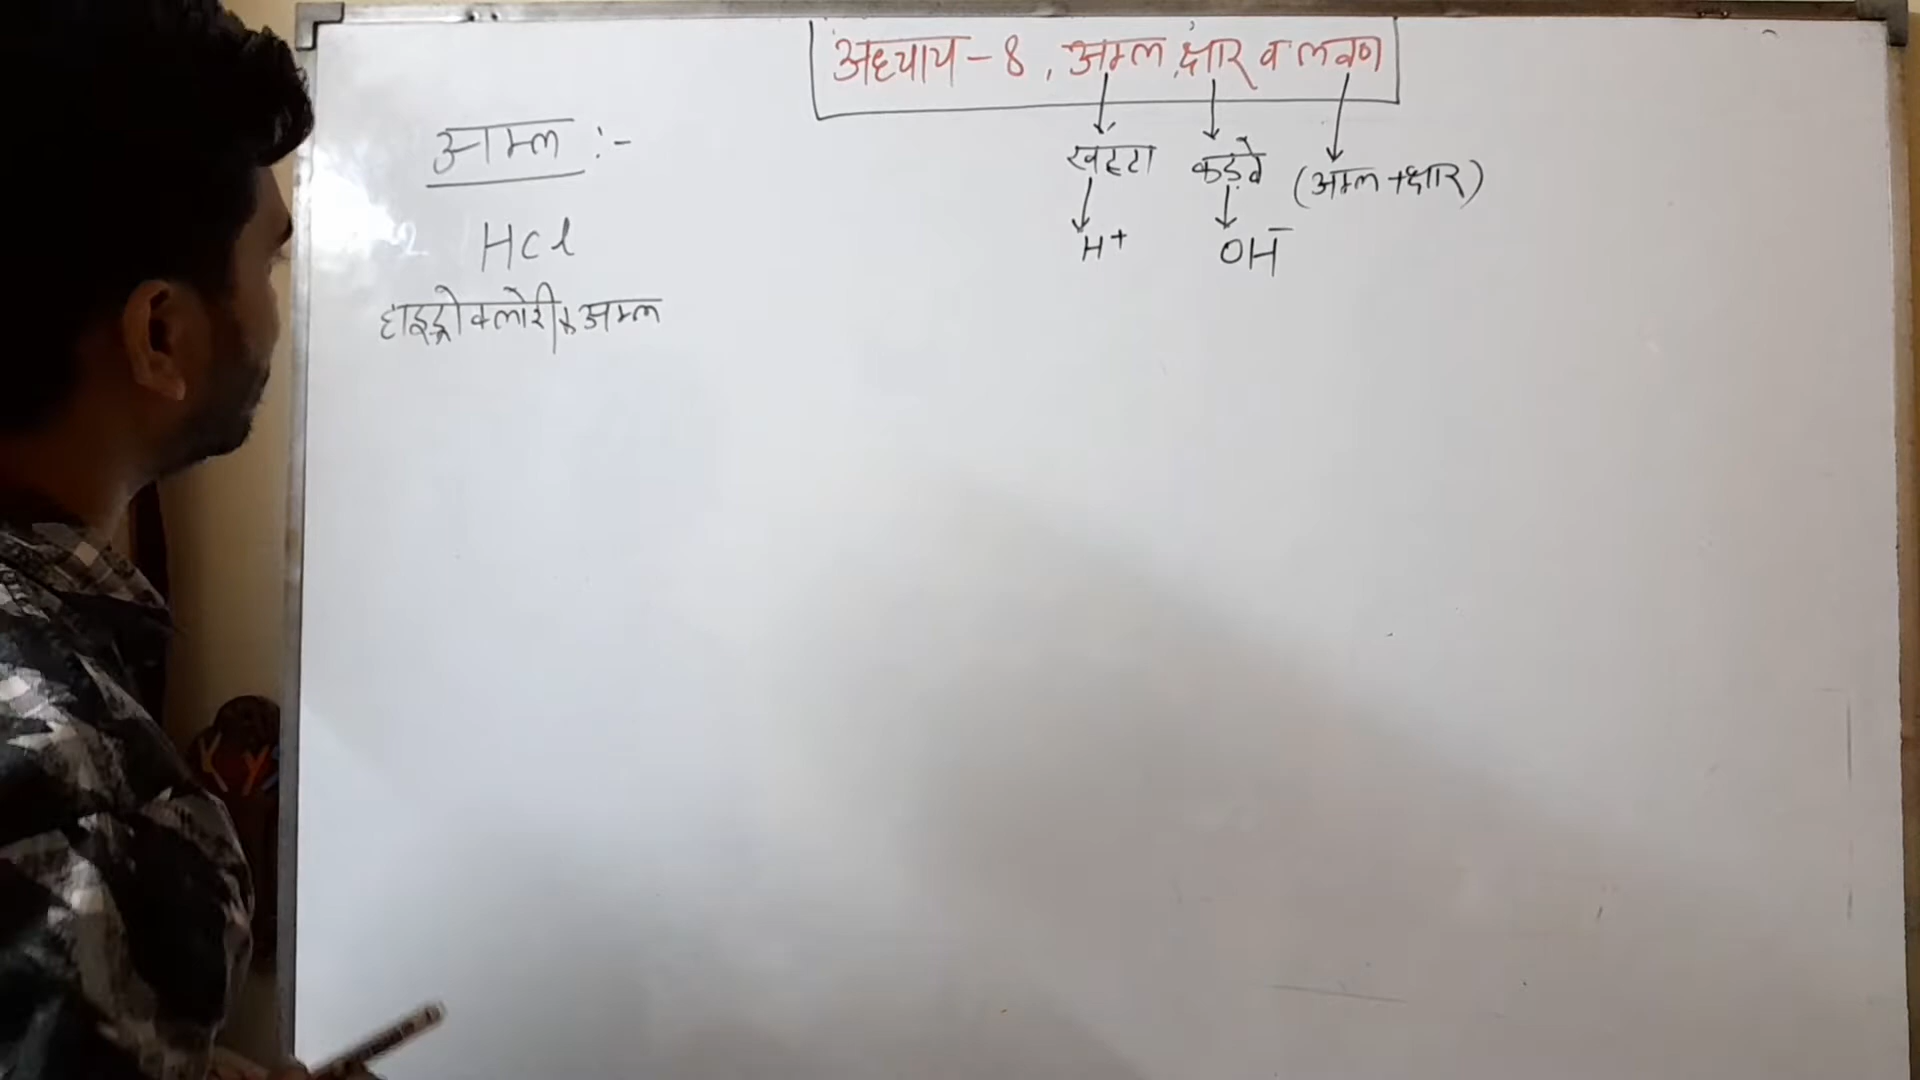 अध्याय - 8, अम्ल, क्षार व लवण
खट्टा कड़वे (अम्ल + क्षार)
H+ OH-
अम्ल :-
HCl
हाइड्रोक्लोरीक अम्ल